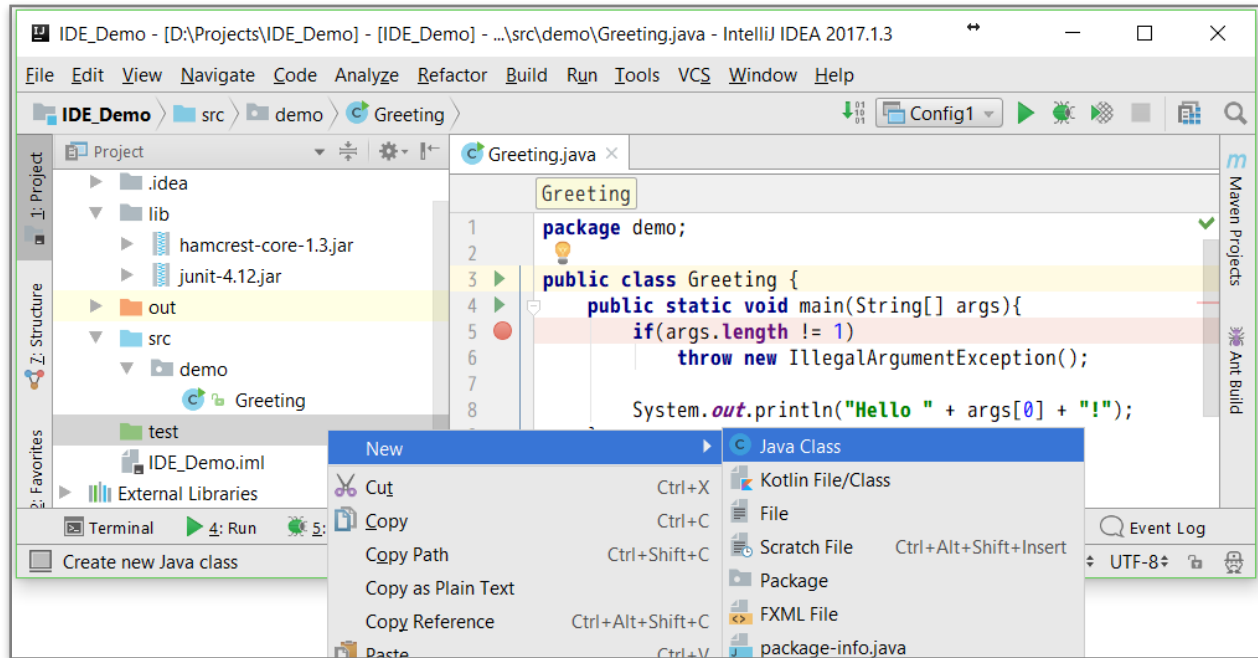 IDE_Demo - [D:\Projects\IDE_Demo] - [IDE_Demo] - ...\src\demo\Greeting.java - IntelliJ IDEA 2017.1.3
File Edit View Navigate Code Analyze Refactor Build Run Tools VCS Window Help
IDE_Demo src demo Greeting
Config1
1: Project
7: Structure
2: Favorites
Project
.idea
lib
hamcrest-core-1.3.jar
junit-4.12.jar
out
src
demo
Greeting
test
IDE_Demo.iml
External Libraries
Greeting.java
Greeting
1 package demo;
2
3 public class Greeting {
4 public static void main(String[] args){
5 if(args.length != 1)
6 throw new IllegalArgumentException();
7
8 System.out.println("Hello " + args[0] + "!");
Maven Projects
Ant Build
New
Cut Ctrl+X
Copy Ctrl+C
Copy Path Ctrl+Shift+C
Copy as Plain Text
Copy Reference Ctrl+Alt+Shift+C
Paste Ctrl+V
Java Class
Kotlin File/Class
File
Scratch File Ctrl+Alt+Shift+Insert
Package
FXML File
package-info.java
Terminal 4: Run 5:
Event Log
Create new Java class
UTF-8